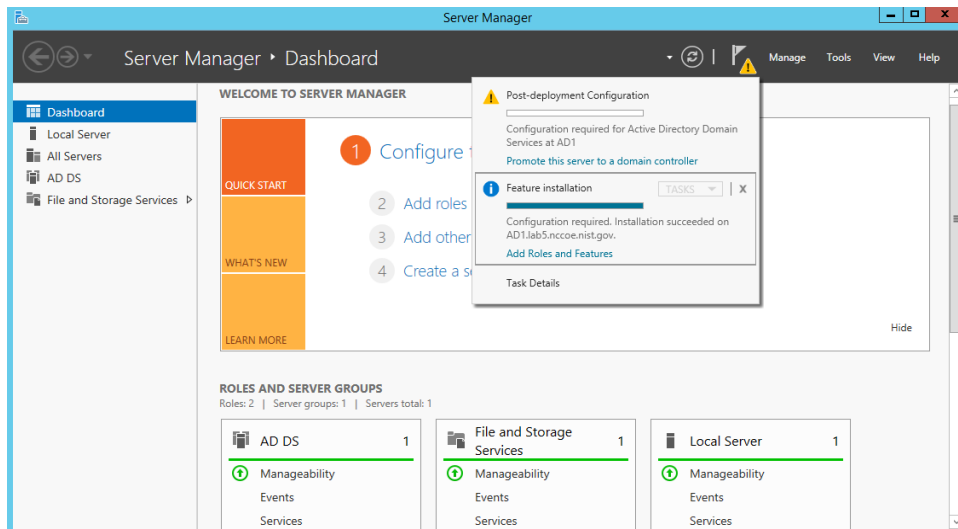 Server Manager
Server Manager • Dashboard
Manage Tools View Help
Dashboard
Local Server
All Servers
AD DS
File and Storage Services
WELCOME TO SERVER MANAGER
QUICK START
WHAT'S NEW
LEARN MORE
1 Configure
2 Add roles
3 Add other
4 Create a
Hide
Post-deployment Configuration
Configuration required for Active Directory Domain
Services at AD1
Promote this server to a domain controller
Feature installation
TASKS
X
Configuration required. Installation succeeded on
AD1.lab5.nccoe.nist.gov.
Add Roles and Features
Task Details
ROLES AND SERVER GROUPS
Roles: 2 | Server groups: 1 | Servers total: 1
AD DS 1
Manageability
Events
Services
File and Storage
Services 1
Manageability
Events
Services
Local Server 1
Manageability
Events
Services